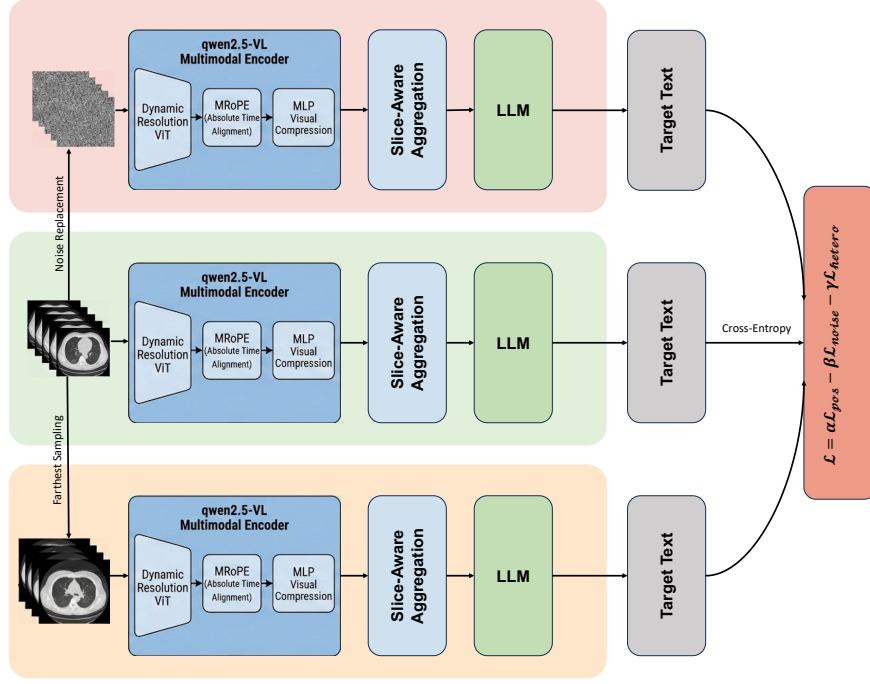 qwen2.5-VL
Multimodal Encoder
Dynamic
Resolution
ViT
MRoPE
(Absolute Time
Alignment)
MLP
Visual
Compression
Slice-Aware
Aggregation
LLM
Target Text
Noise Replacement
qwen2.5-VL
Multimodal Encoder
Dynamic
Resolution
ViT
MRoPE
(Absolute Time
Alignment)
MLP
Visual
Compression
Slice-Aware
Aggregation
LLM
Target Text
Cross-Entropy
Farthest Sampling
qwen2.5-VL
Multimodal Encoder
Dynamic
Resolution
ViT
MRoPE
(Absolute Time
Alignment)
MLP
Visual
Compression
Slice-Aware
Aggregation
LLM
Target Text
ℒ = αℒpos − βℒnoise − γℒhetero